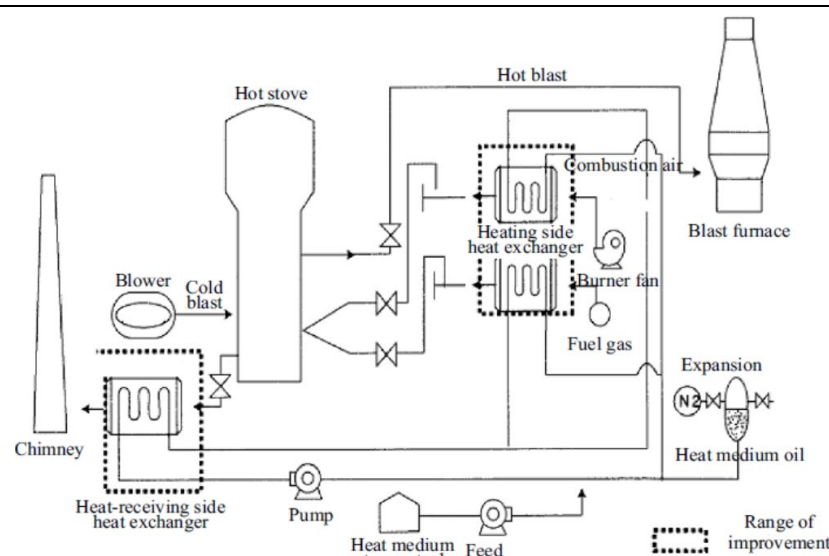 Hot blast
Hot stove
Combustion air
Heating side
heat exchanger
Blast furnace
Blower
Cold
blast
Burner fan
Fuel gas
Expansion
N2
Chimney
Heat medium oil
Heat-receiving side
heat exchanger
Pump
Heat medium
Feed
Range of
improvement